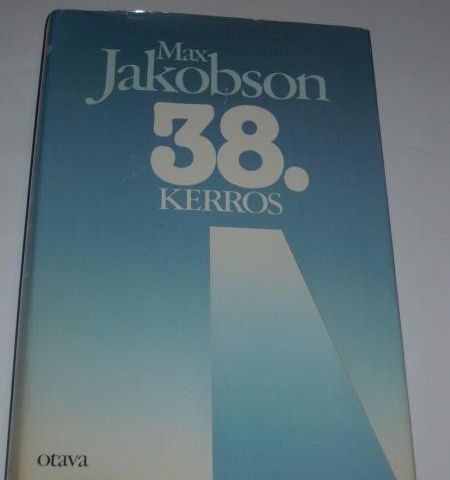 Max
Jakobson
38.
KERROS
otava